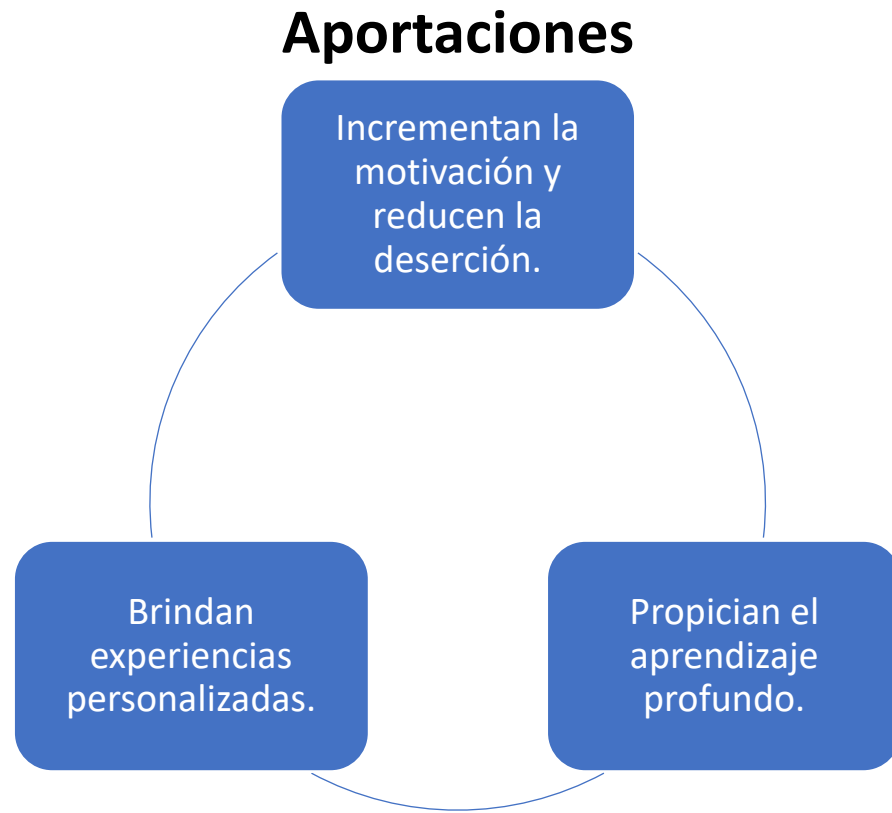 Aportaciones
Incrementan la
motivación y
reducen la
deserción.
Brindan
experiencias
personalizadas.
Propician el
aprendizaje
profundo.